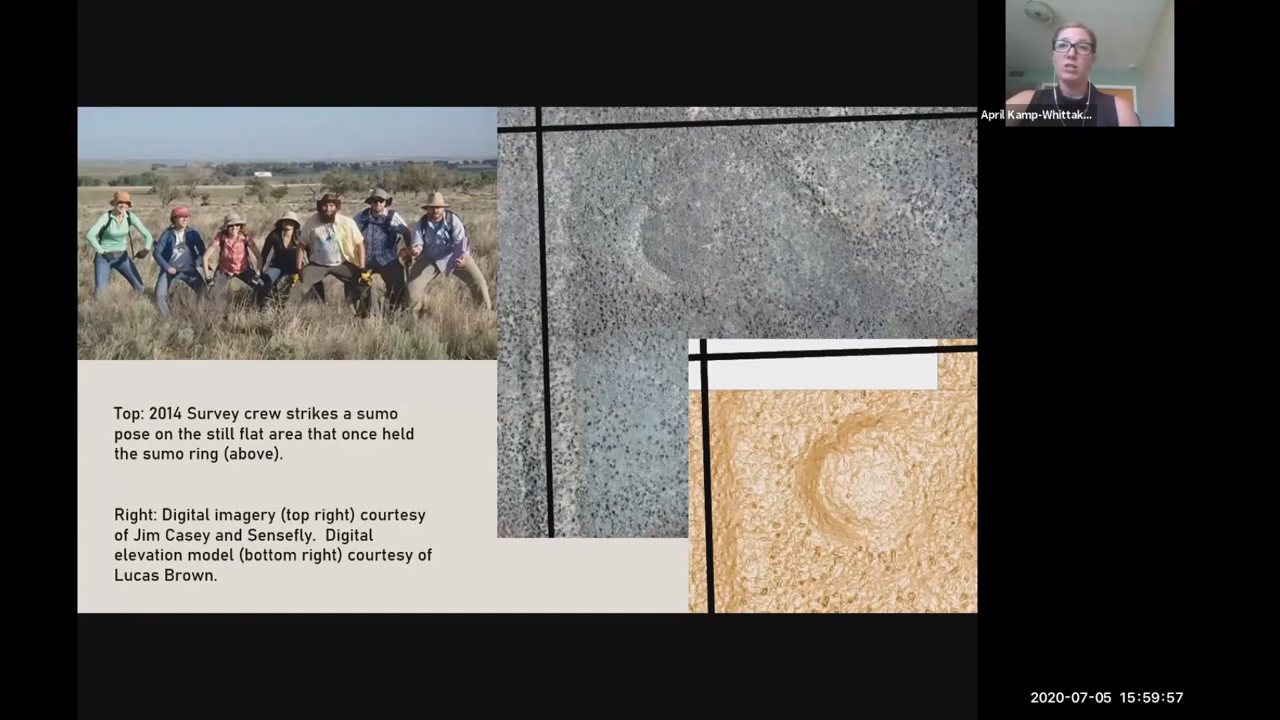 April Kamp-Whittak...
Top: 2014 Survey crew strikes a sumo
pose on the still flat area that once held
the sumo ring (above).
Right: Digital imagery (top right) courtesy
of Jim Casey and Sensefly. Digital
elevation model (bottom right) courtesy of
Lucas Brown.
2020-07-05 15:59:57